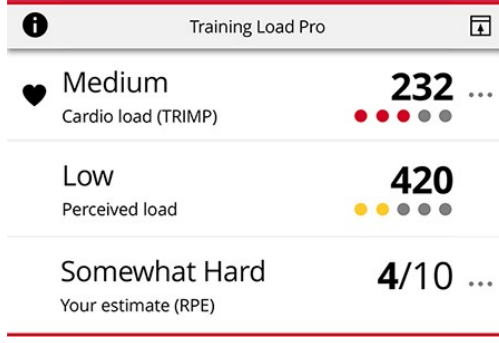 Training Load Pro
Medium 232
Cardio load (TRIMP)
Low 420
Perceived load
Somewhat Hard 4/10
Your estimate (RPE)